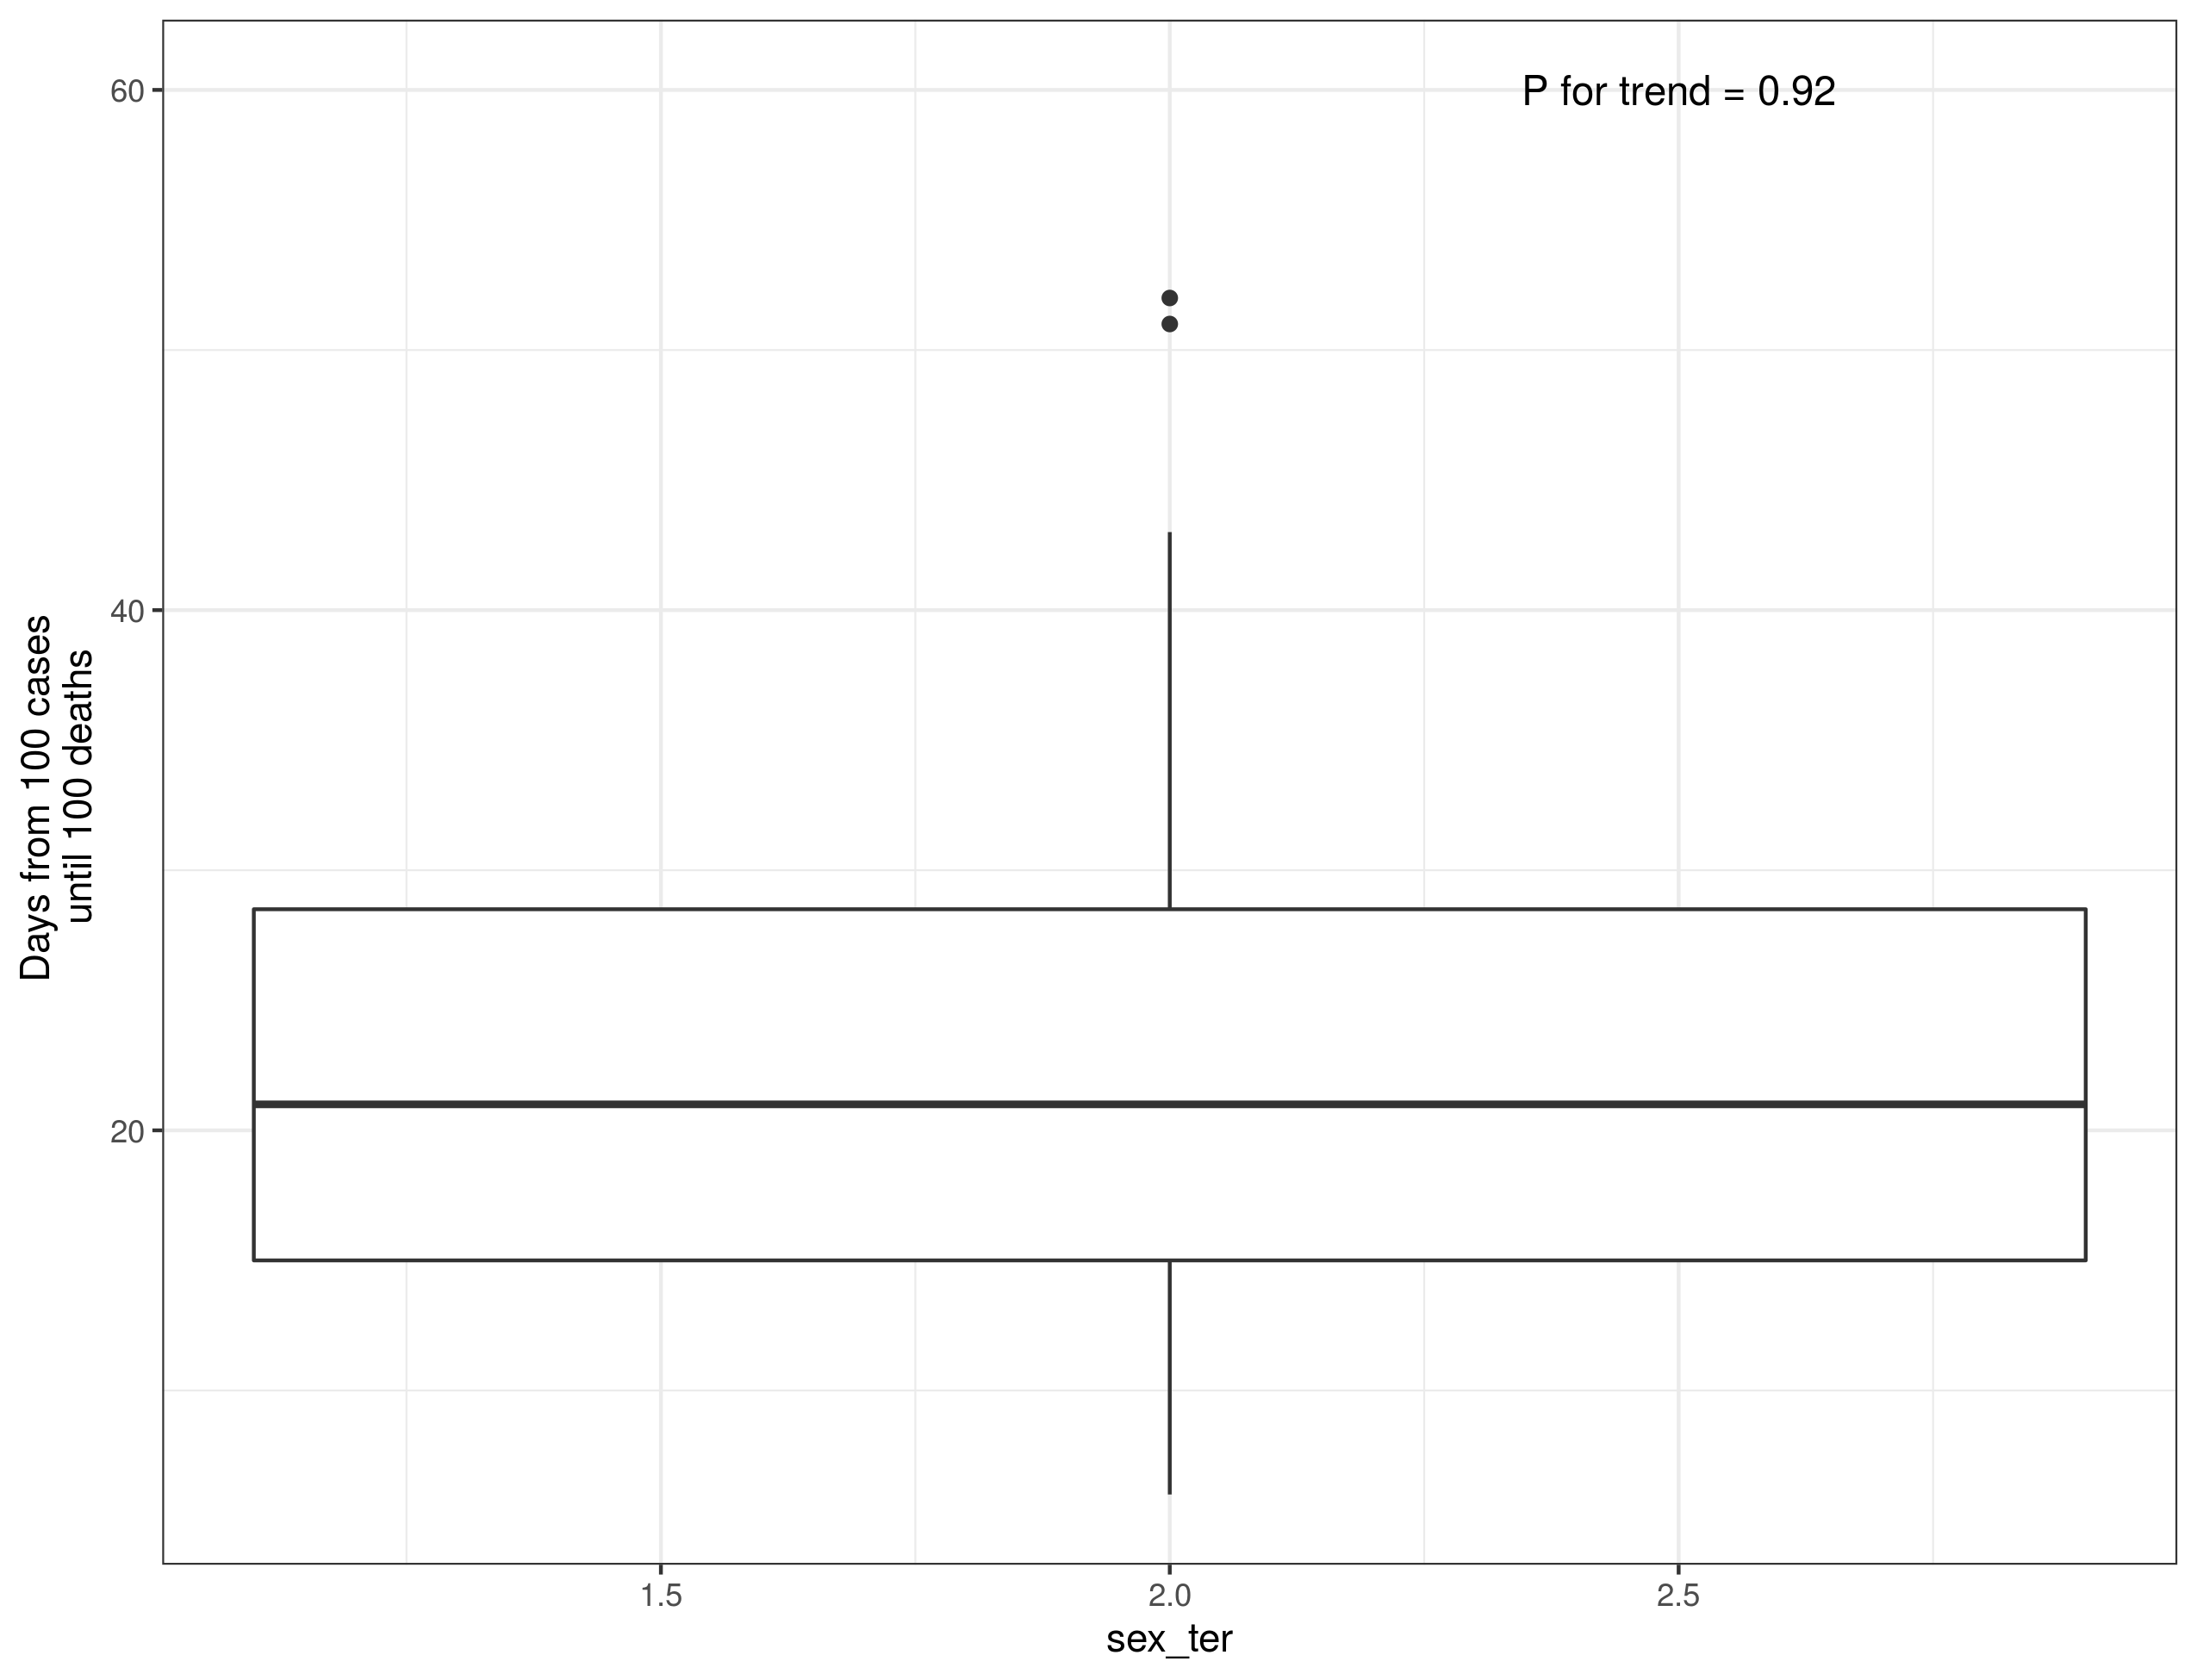 P for trend = 0.92
60
40
20
Days from 100 cases
until 100 deaths
1.5
2.0
2.5
sex_ter